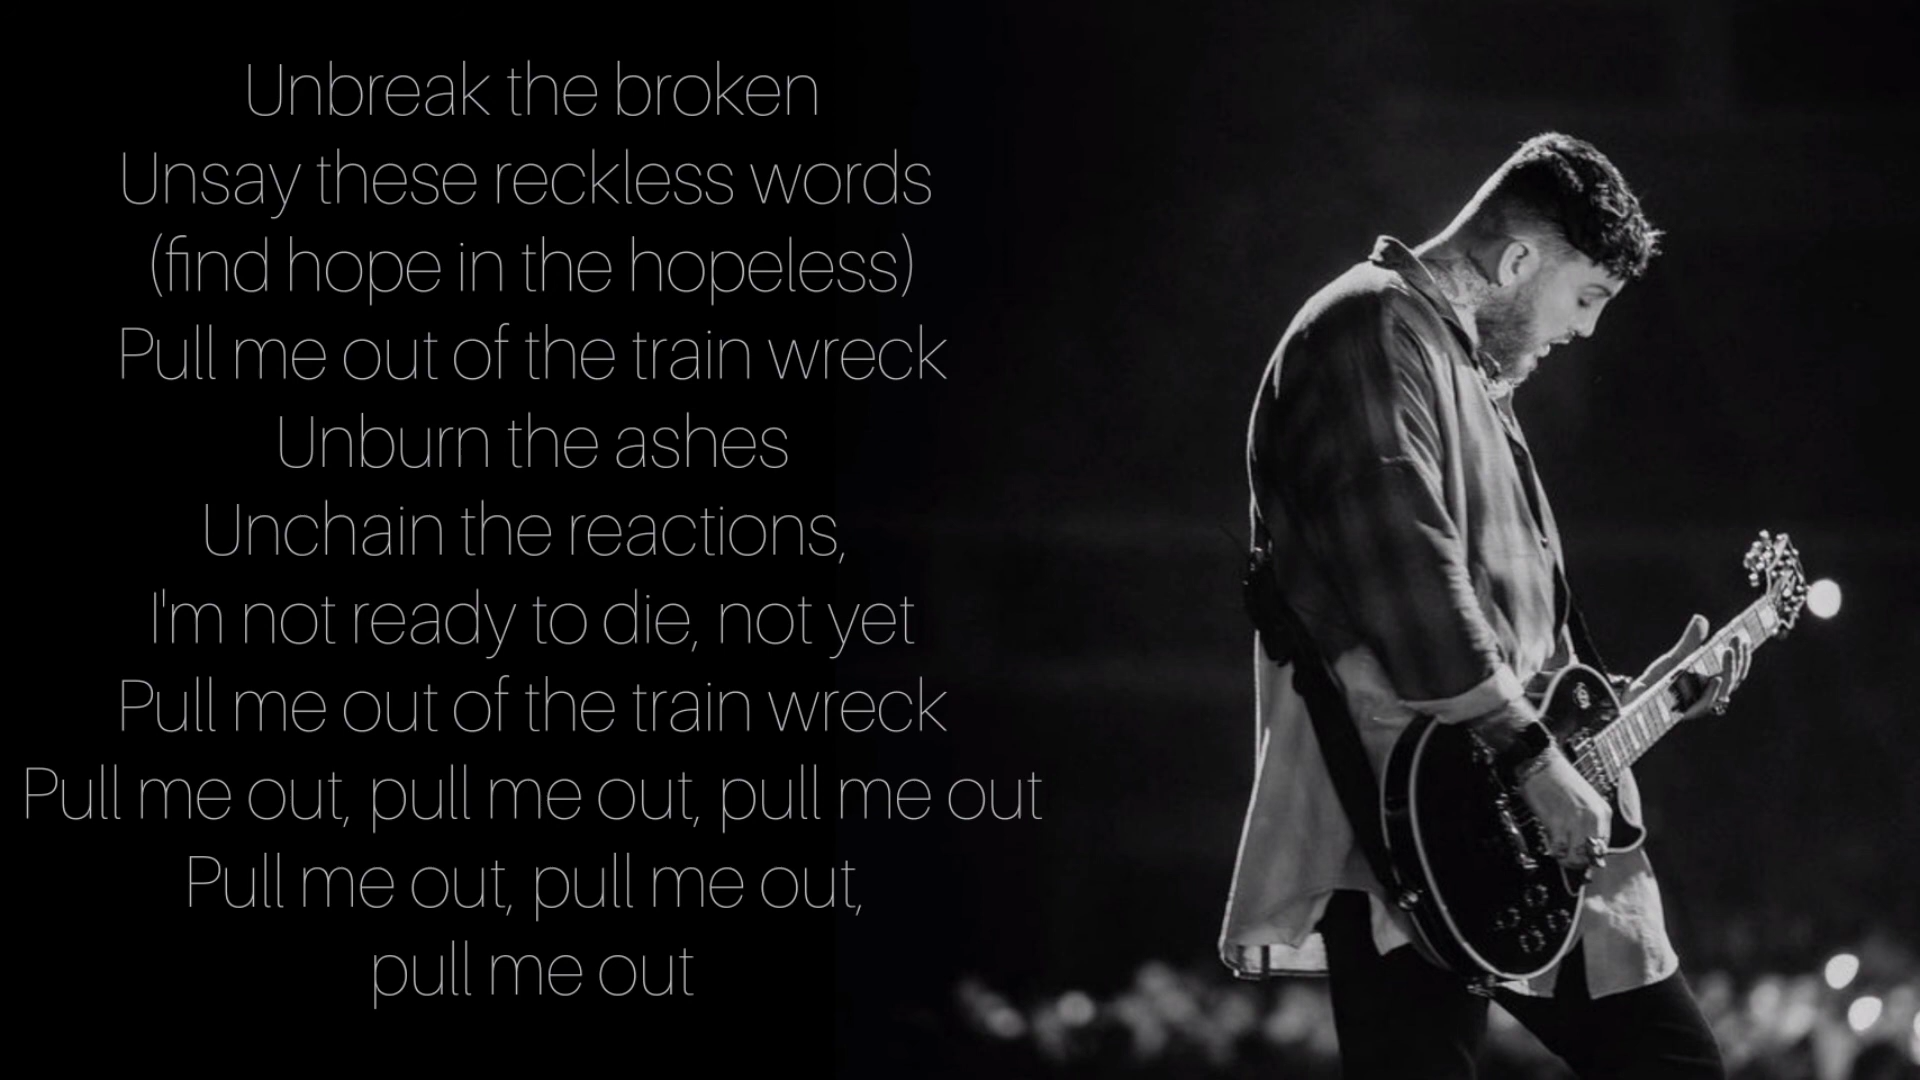 Unbreak the broken
Unsay these reckless words
(find hope in the hopeless)
Pull me out of the train wreck
Unburn the ashes
Unchain the reactions,
I'm not ready to die, not yet
Pull me out of the train wreck
Pull me out, pull me out, pull me out
Pull me out, pull me out,
pull me out